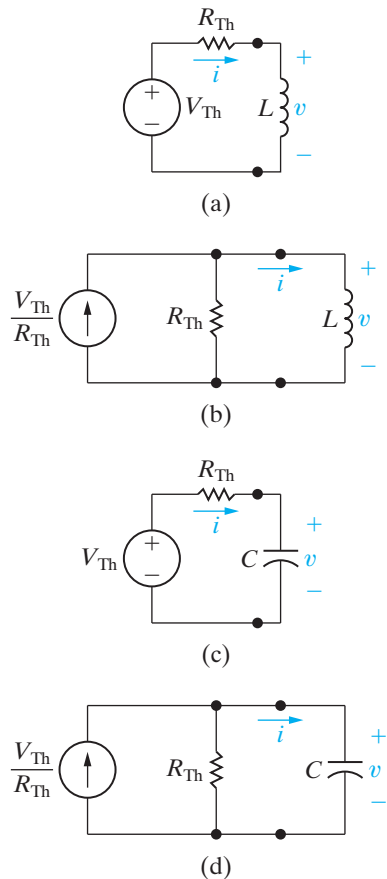 R_Th
+
i
+
−
V_Th
L
v
−
(a)
V_Th
R_Th
R_Th
i
+
L
v
−
(b)
R_Th
i
V_Th
+
−
C
+
v
−
(c)
V_Th
R_Th
R_Th
i
C
+
v
−
(d)